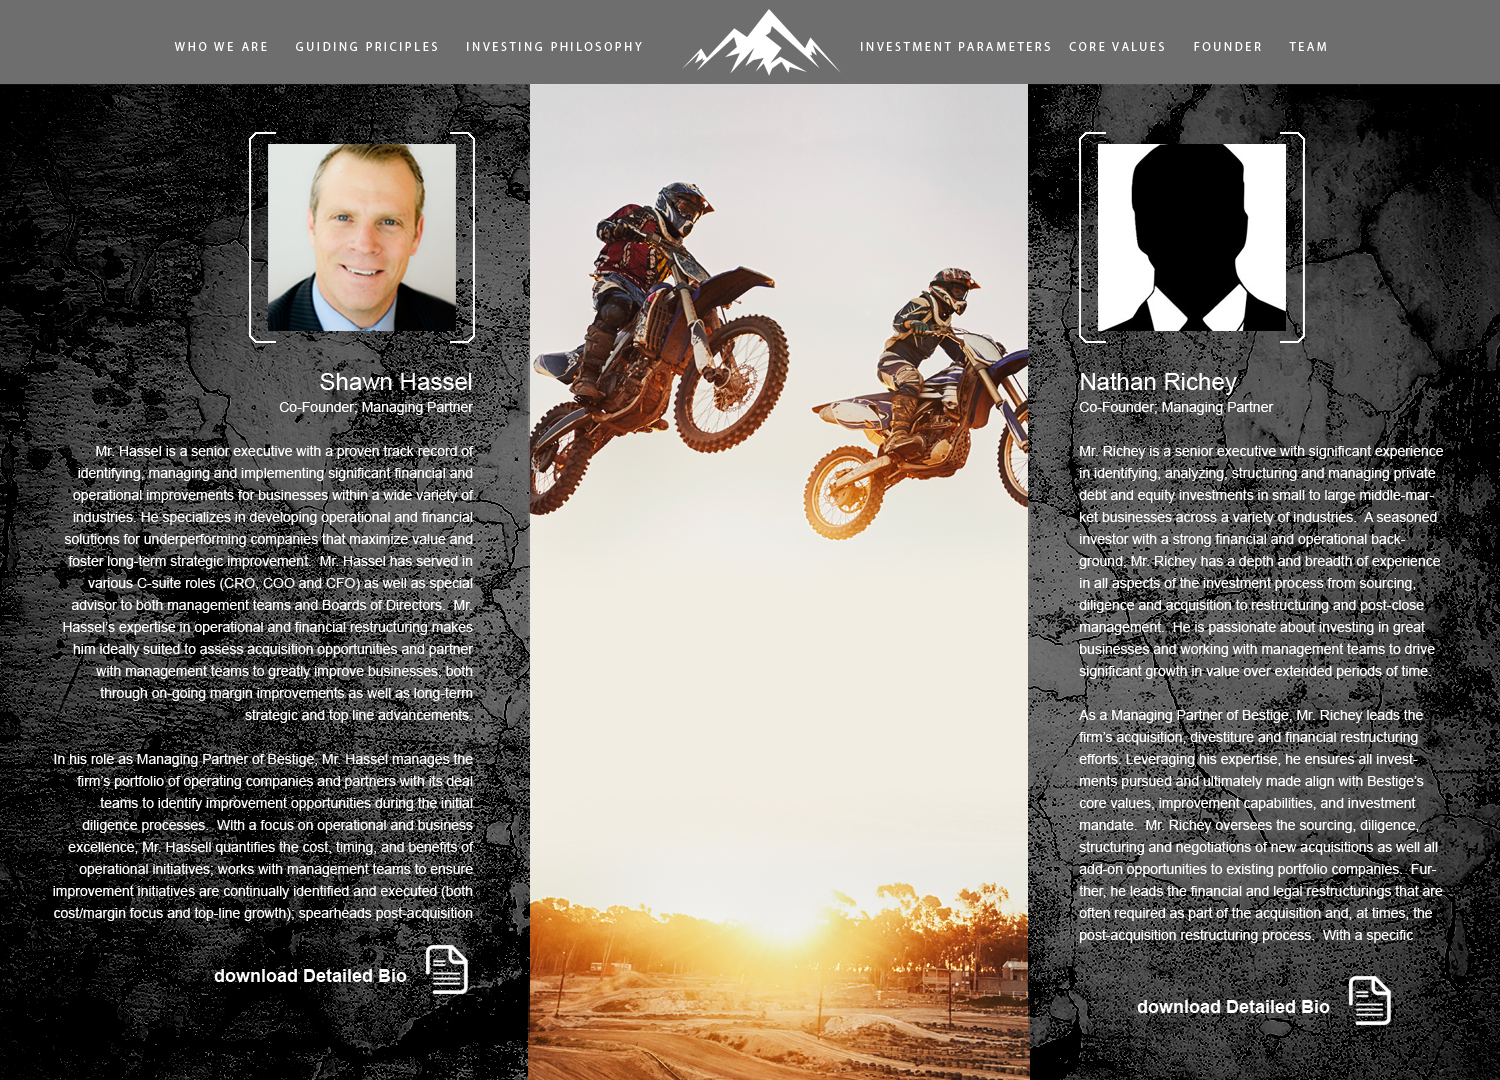 WHO WE ARE
GUIDING PRICIPLES
INVESTING PHILOSOPHY
INVESTMENT PARAMETERS
CORE VALUES
FOUNDER
TEAM
Shawn Hassel
Co-Founder; Managing Partner
Mr. Hassel is a senior executive with a proven track record of
identifying, managing and implementing significant financial and
operational improvements for businesses within a wide variety of
industries. He specializes in developing operational and financial
solutions for underperforming companies that maximize value and
foster long-term strategic improvement.  Mr. Hassel has served in
various C-suite roles (CRO, COO and CFO) as well as special
advisor to both management teams and Boards of Directors.  Mr.
Hassel's expertise in operational and financial restructuring makes
him ideally suited to assess acquisition opportunities and partner
with management teams to greatly improve businesses, both
through on-going margin improvements as well as long-term
strategic and top line advancements.
In his role as Managing Partner of Bestige, Mr. Hassel manages the
firm's portfolio of operating companies and partners with its deal
teams to identify improvement opportunities during the initial
diligence processes.  With a focus on operational and business
excellence, Mr. Hassell quantifies the cost, timing, and benefits of
operational initiatives; works with management teams to ensure
improvement initiatives are continually identified and executed (both
cost/margin focus and top-line growth); spearheads post-acquisition
download Detailed Bio
Nathan Richey
Co-Founder; Managing Partner
Mr. Richey is a senior executive with significant experience
in identifying, analyzing, structuring and managing private
debt and equity investments in small to large middle-mar-
ket businesses across a variety of industries.  A seasoned
investor with a strong financial and operational back-
ground, Mr. Richey has a depth and breadth of experience
in all aspects of the investment process from sourcing,
diligence and acquisition to restructuring and post-close
management.  He is passionate about investing in great
businesses and working with management teams to drive
significant growth in value over extended periods of time.
As a Managing Partner of Bestige, Mr. Richey leads the
firm's acquisition, divestiture and financial restructuring
efforts. Leveraging his expertise, he ensures all invest-
ments pursued and ultimately made align with Bestige's
core values, improvement capabilities, and investment
mandate.  Mr. Richey oversees the sourcing, diligence,
structuring and negotiations of new acquisitions as well all
add-on opportunities to existing portfolio companies.  Fur-
ther, he leads the financial and legal restructurings that are
often required as part of the acquisition and, at times, the
post-acquisition restructuring process.  With a specific
download Detailed Bio